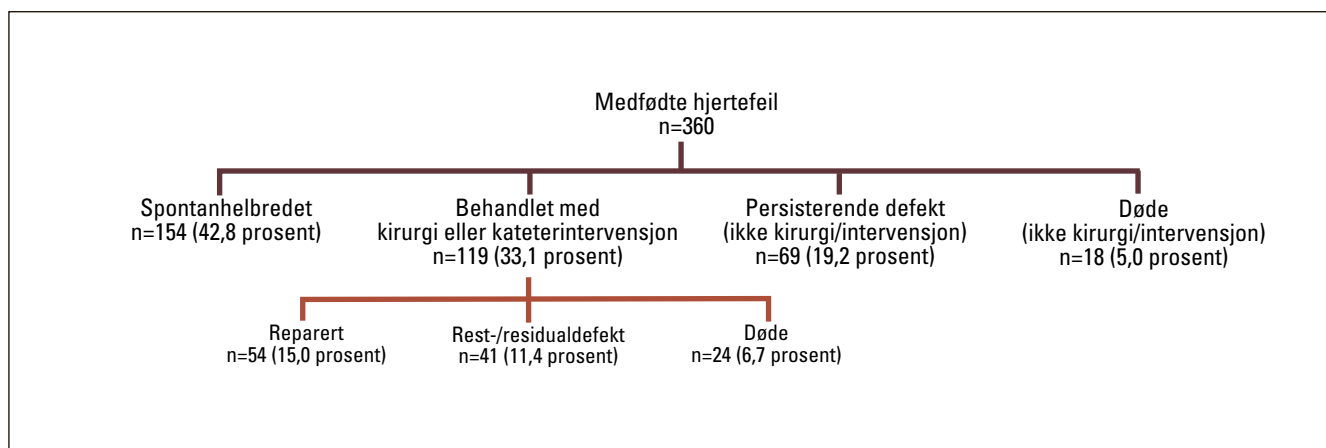 Medfødte hjertefeil
n=360
Spontanhelbredet
n=154 (42,8 prosent)
Behandlet med
kirurgi eller kateterintervensjon
n=119 (33,1 prosent)
Persisterende defekt
(ikke kirurgi/intervensjon)
n=69 (19,2 prosent)
Døde
(ikke kirurgi/intervensjon)
n=18 (5,0 prosent)
Reparert
n=54 (15,0 prosent)
Rest-/residualdefekt
n=41 (11,4 prosent)
Døde
n=24 (6,7 prosent)